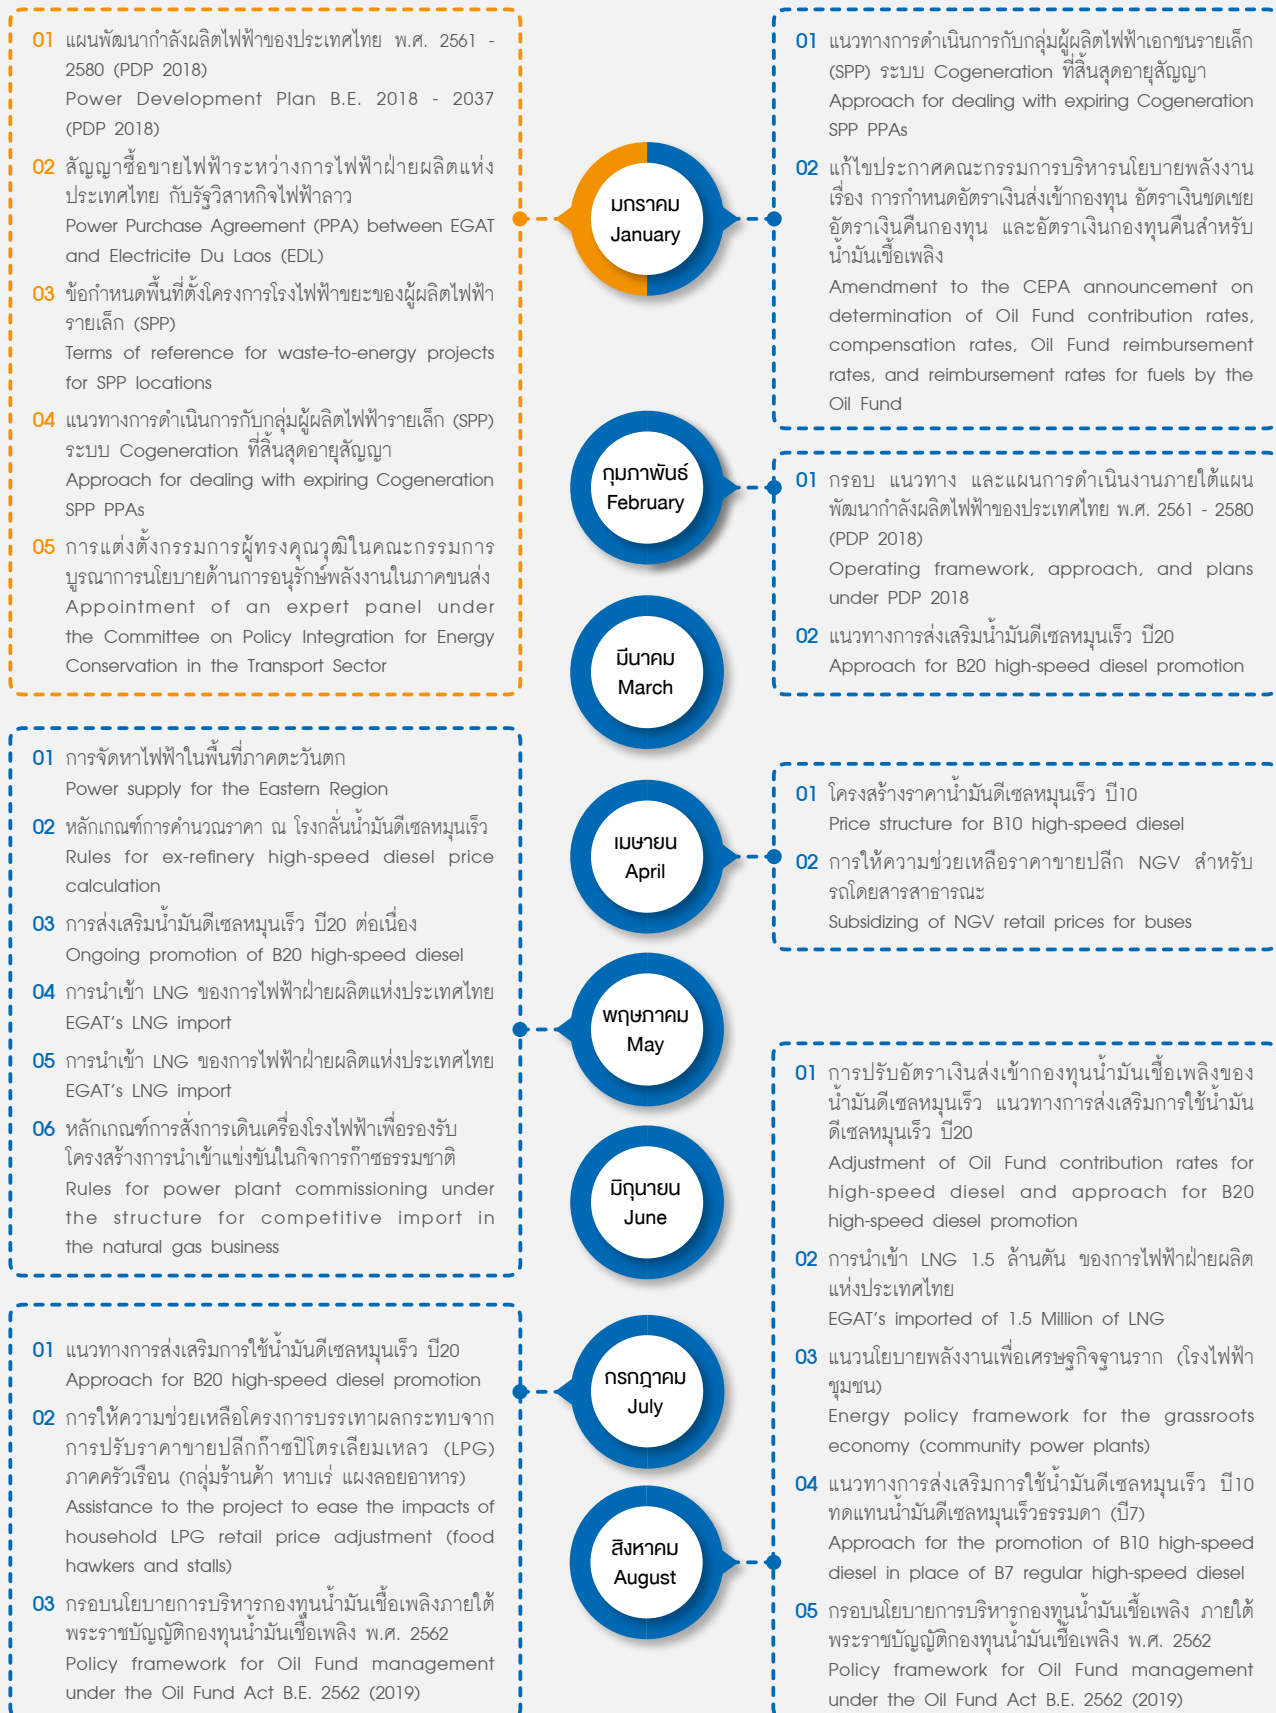 01 แผนพัฒนากำลังผลิตไฟฟ้าของประเทศไทย พ.ศ. 2561 -
2580 (PDP 2018)
Power Development Plan B.E. 2018 - 2037
(PDP 2018)
02 สัญญาซื้อขายไฟฟ้าระหว่างการไฟฟ้าฝ่ายผลิตแห่ง
ประเทศไทย กับรัฐวิสาหกิจไฟฟ้าลาว
Power Purchase Agreement (PPA) between EGAT
and Electricite Du Laos (EDL)
03 ข้อกำหนดพื้นที่ตั้งโครงการโรงไฟฟ้าขยะของผู้ผลิตไฟฟ้า
รายเล็ก (SPP)
Terms of reference for waste-to-energy projects
for SPP locations
04 แนวทางการดำเนินการกับกลุ่มผู้ผลิตไฟฟ้ารายเล็ก (SPP)
ระบบ Cogeneration ที่สิ้นสุดอายุสัญญา
Approach for dealing with expiring Cogeneration
SPP PPAs
05 การแต่งตั้งกรรมการผู้ทรงคุณวุฒิในคณะกรรมการ
บูรณาการนโยบายด้านการอนุรักษ์พลังงานในภาคขนส่ง
Appointment of an expert panel under
the Committee on Policy Integration for Energy
Conservation in the Transport Sector
มกราคม
January
01 แนวทางการดำเนินการกับกลุ่มผู้ผลิตไฟฟ้าเอกชนรายเล็ก
(SPP) ระบบ Cogeneration ที่สิ้นสุดอายุสัญญา
Approach for dealing with expiring Cogeneration
SPP PPAs
02 แก้ไขประกาศคณะกรรมการบริหารนโยบายพลังงาน
เรื่อง การกำหนดอัตราเงินส่งเข้ากองทุน อัตราเงินชดเชย
อัตราเงินคืนกองทุน และอัตราเงินกองทุนคืนสำหรับ
น้ำมันเชื้อเพลิง
Amendment to the CEPA announcement on
determination of Oil Fund contribution rates,
compensation rates, Oil Fund reimbursement
rates, and reimbursement rates for fuels by the
Oil Fund
กุมภาพันธ์
February
01 กรอบ แนวทาง และแผนการดำเนินงานภายใต้แผน
พัฒนากำลังผลิตไฟฟ้าของประเทศไทย พ.ศ. 2561 - 2580
(PDP 2018)
Operating framework, approach, and plans
under PDP 2018
02 แนวทางการส่งเสริมน้ำมันดีเซลหมุนเร็ว บี20
Approach for B20 high-speed diesel promotion
มีนาคม
March
เมษายน
April
01 โครงสร้างราคาน้ำมันดีเซลหมุนเร็ว บี10
Price structure for B10 high-speed diesel
02 การให้ความช่วยเหลือราคาขายปลีก NGV สำหรับ
รถโดยสารสาธารณะ
Subsidizing of NGV retail prices for buses
01 การจัดหาไฟฟ้าในพื้นที่ภาคตะวันตก
Power supply for the Eastern Region
02 หลักเกณฑ์การคำนวณราคา ณ โรงกลั่นน้ำมันดีเซลหมุนเร็ว
Rules for ex-refinery high-speed diesel price
calculation
03 การส่งเสริมน้ำมันดีเซลหมุนเร็ว บี20 ต่อเนื่อง
Ongoing promotion of B20 high-speed diesel
04 การนำเข้า LNG ของการไฟฟ้าฝ่ายผลิตแห่งประเทศไทย
EGAT's LNG import
05 การนำเข้า LNG ของการไฟฟ้าฝ่ายผลิตแห่งประเทศไทย
EGAT's LNG import
06 หลักเกณฑ์การสั่งการเดินเครื่องโรงไฟฟ้าเพื่อรองรับ
โครงสร้างการนำเข้าแข่งขันในกิจการก๊าซธรรมชาติ
Rules for power plant commissioning under
the structure for competitive import in
the natural gas business
พฤษภาคม
May
มิถุนายน
June
01 แนวทางการส่งเสริมการใช้น้ำมันดีเซลหมุนเร็ว บี20
Approach for B20 high-speed diesel promotion
02 การให้ความช่วยเหลือโครงการบรรเทาผลกระทบจาก
การปรับราคาขายปลีกก๊าซปิโตรเลียมเหลว (LPG)
ภาคครัวเรือน (กลุ่มร้านค้า หาบเร่ แผงลอยอาหาร)
Assistance to the project to ease the impacts of
household LPG retail price adjustment (food
hawkers and stalls)
03 กรอบนโยบายการบริหารกองทุนน้ำมันเชื้อเพลิงภายใต้
พระราชบัญญัติกองทุนน้ำมันเชื้อเพลิง พ.ศ. 2562
Policy framework for Oil Fund management
under the Oil Fund Act B.E. 2562 (2019)
กรกฎาคม
July
สิงหาคม
August
01 การปรับอัตราเงินส่งเข้ากองทุนน้ำมันเชื้อเพลิงของ
น้ำมันดีเซลหมุนเร็ว แนวทางการส่งเสริมการใช้น้ำมัน
ดีเซลหมุนเร็ว บี20
Adjustment of Oil Fund contribution rates for
high-speed diesel and approach for B20
high-speed diesel promotion
02 การนำเข้า LNG 1.5 ล้านตัน ของการไฟฟ้าฝ่ายผลิต
แห่งประเทศไทย
EGAT's imported of 1.5 Million of LNG
03 แนวนโยบายพลังงานเพื่อเศรษฐกิจฐานราก (โรงไฟฟ้า
ชุมชน)
Energy policy framework for the grassroots
economy (community power plants)
04 แนวทางการส่งเสริมการใช้น้ำมันดีเซลหมุนเร็ว บี10
ทดแทนน้ำมันดีเซลหมุนเร็วธรรมดา (บี7)
Approach for the promotion of B10 high-speed
diesel in place of B7 regular high-speed diesel
05 กรอบนโยบายการบริหารกองทุนน้ำมันเชื้อเพลิง ภายใต้
พระราชบัญญัติกองทุนน้ำมันเชื้อเพลิง พ.ศ. 2562
Policy framework for Oil Fund management
under the Oil Fund Act B.E. 2562 (2019)